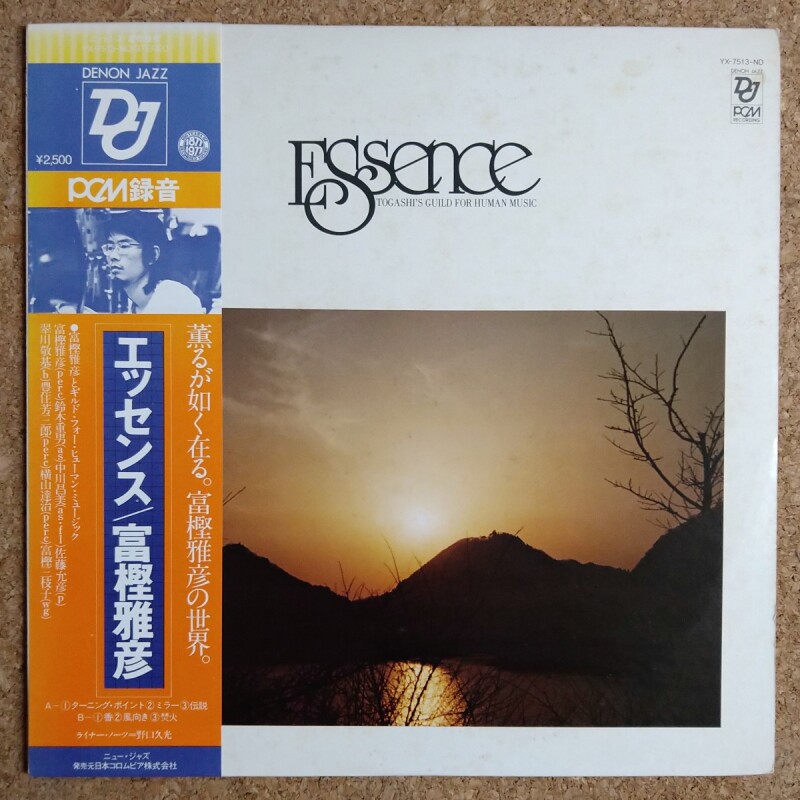 DENON JAZZ
DJ
¥2,500
1877
1977
PCM録音
薫るが如く在る。富樫雅彦の世界。
エッセンス/富樫雅彦
●富樫雅彦とギルド・フォー・ヒューマン・ミュージック
富樫雅彦(perc)鈴木重男(as)中川昌美(as・f)佐藤允彦(p)
翠川敬基(b)豊住芳三郎(perc)横山達治(perc)富樫三枝子(wg)
A—①ターニング・ポイント②ミラー③伝説
B—①香②風向き③焚火
ライナー・ノーツ=野口久光
ニュー・ジャズ
発売元日本コロムビア株式会社
YX-7513-ND
DENON JAZZ
DJ
PCM
RECORDING
Essence
TOGASHI'S GUILD FOR HUMAN MUSIC